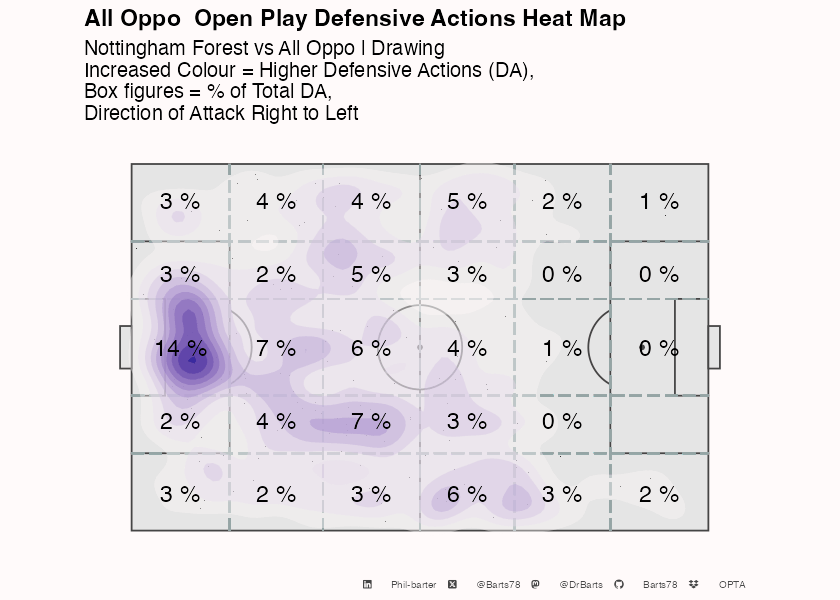 All Oppo  Open Play Defensive Actions Heat Map
Nottingham Forest vs All Oppo | Drawing
Increased Colour = Higher Defensive Actions (DA),
Box figures = % of Total DA,
Direction of Attack Right to Left
3 % 4 % 4 % 5 % 2 % 1 %
3 % 2 % 5 % 3 % 0 % 0 %
14 % 7 % 6 % 4 % 1 % 0 %
2 % 4 % 7 % 3 % 0 %
3 % 2 % 3 % 6 % 3 % 2 %
Phil-barter @Barts78 @DrBarts Barts78 OPTA